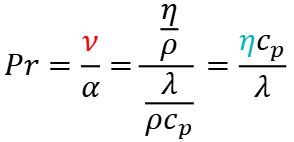 Pr = ν/α = (η/ρ)/(λ/(ρc_p)) = ηc_p/λ